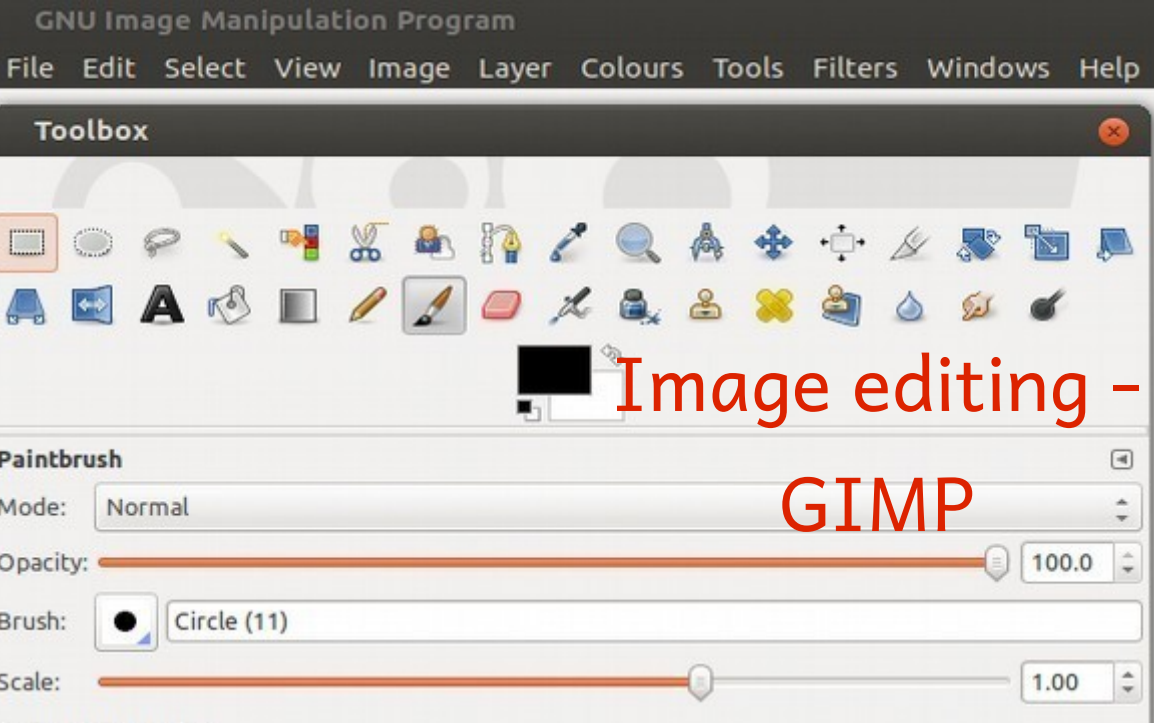 GNU Image Manipulation Program
File Edit Select View Image Layer Colours Tools Filters Windows Help
Toolbox
Image editing -
GIMP
Paintbrush
Mode: Normal
Opacity: 100.0
Brush: Circle (11)
Scale: 1.00